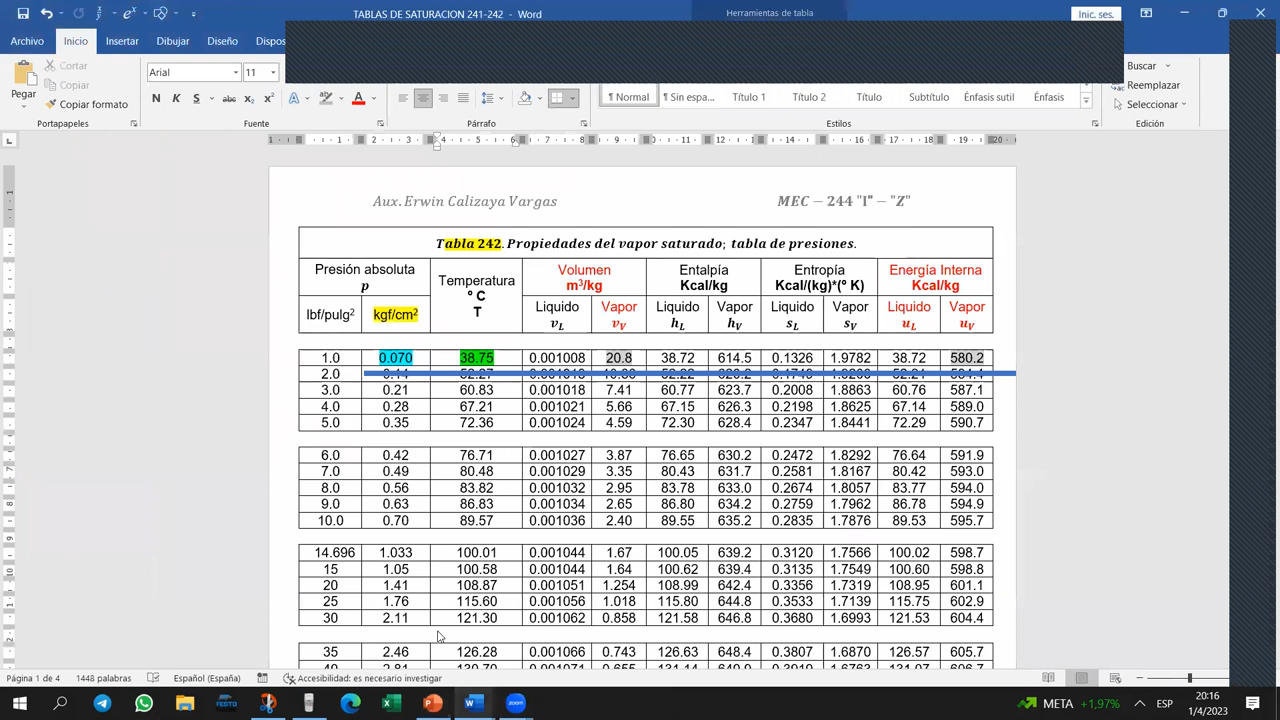 TABLAS DE SATURACION 241-242 - Word
Herramientas de tabla
Inic. ses.
Archivo Inicio Insertar Dibujar Diseño Dispos
Pegar
Cortar
Copiar
Copiar formato
Portapapeles
Arial 11
N K S abc x₂ x²
Fuente
Párrafo
¶ Normal ¶ Sin espa... Título 1 Título 2 Título Subtítulo Énfasis sutil Énfasis
Estilos
Buscar
Reemplazar
Seleccionar
Edición
Aux. Erwin Calizaya Vargas MEC − 244 "I" − "Z"
Tabla 242. Propiedades del vapor saturado; tabla de presiones.
Presión absoluta p
Temperatura ° C T
Volumen m³/kg
Entalpía Kcal/kg
Entropía Kcal/(kg)*(° K)
Energía Interna Kcal/kg
lbf/pulg² kgf/cm² Liquido Vapor Liquido Vapor Liquido Vapor Liquido Vapor
v_L v_V h_L h_V s_L s_V u_L u_V
1.0 0.070 38.75 0.001008 20.8 38.72 614.5 0.1326 1.9782 38.72 580.2
2.0
3.0 0.21 60.83 0.001018 7.41 60.77 623.7 0.2008 1.8863 60.76 587.1
4.0 0.28 67.21 0.001021 5.66 67.15 626.3 0.2198 1.8625 67.14 589.0
5.0 0.35 72.36 0.001024 4.59 72.30 628.4 0.2347 1.8441 72.29 590.7
6.0 0.42 76.71 0.001027 3.87 76.65 630.2 0.2472 1.8292 76.64 591.9
7.0 0.49 80.48 0.001029 3.35 80.43 631.7 0.2581 1.8167 80.42 593.0
8.0 0.56 83.82 0.001032 2.95 83.78 633.0 0.2674 1.8057 83.77 594.0
9.0 0.63 86.83 0.001034 2.65 86.80 634.2 0.2759 1.7962 86.78 594.9
10.0 0.70 89.57 0.001036 2.40 89.55 635.2 0.2835 1.7876 89.53 595.7
14.696 1.033 100.01 0.001044 1.67 100.05 639.2 0.3120 1.7566 100.02 598.7
15 1.05 100.58 0.001044 1.64 100.62 639.4 0.3135 1.7549 100.60 598.8
20 1.41 108.87 0.001051 1.254 108.99 642.4 0.3356 1.7319 108.95 601.1
25 1.76 115.60 0.001056 1.018 115.80 644.8 0.3533 1.7139 115.75 602.9
30 2.11 121.30 0.001062 0.858 121.58 646.8 0.3680 1.6993 121.53 604.4
35 2.46 126.28 0.001066 0.743 126.63 648.4 0.3807 1.6870 126.57 605.7
Página 1 de 4 1448 palabras Español (España) Accesibilidad: es necesario investigar
META +1,97% ESP
20:16
1/4/2023